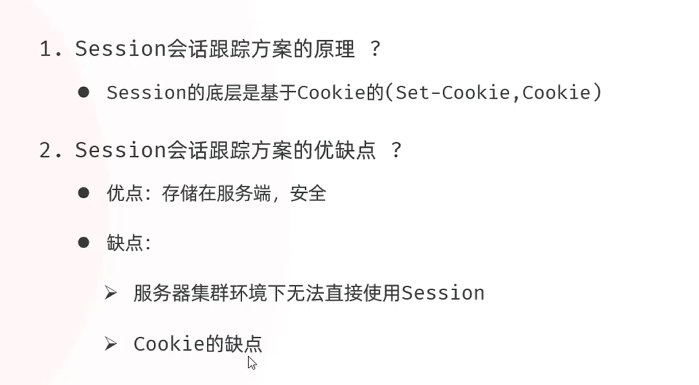 1. Session会话跟踪方案的原理 ?
● Session的底层是基于Cookie的(Set-Cookie,Cookie)
2. Session会话跟踪方案的优缺点 ?
● 优点: 存储在服务端, 安全
● 缺点:
➢ 服务器集群环境下无法直接使用Session
➢ Cookie的缺点